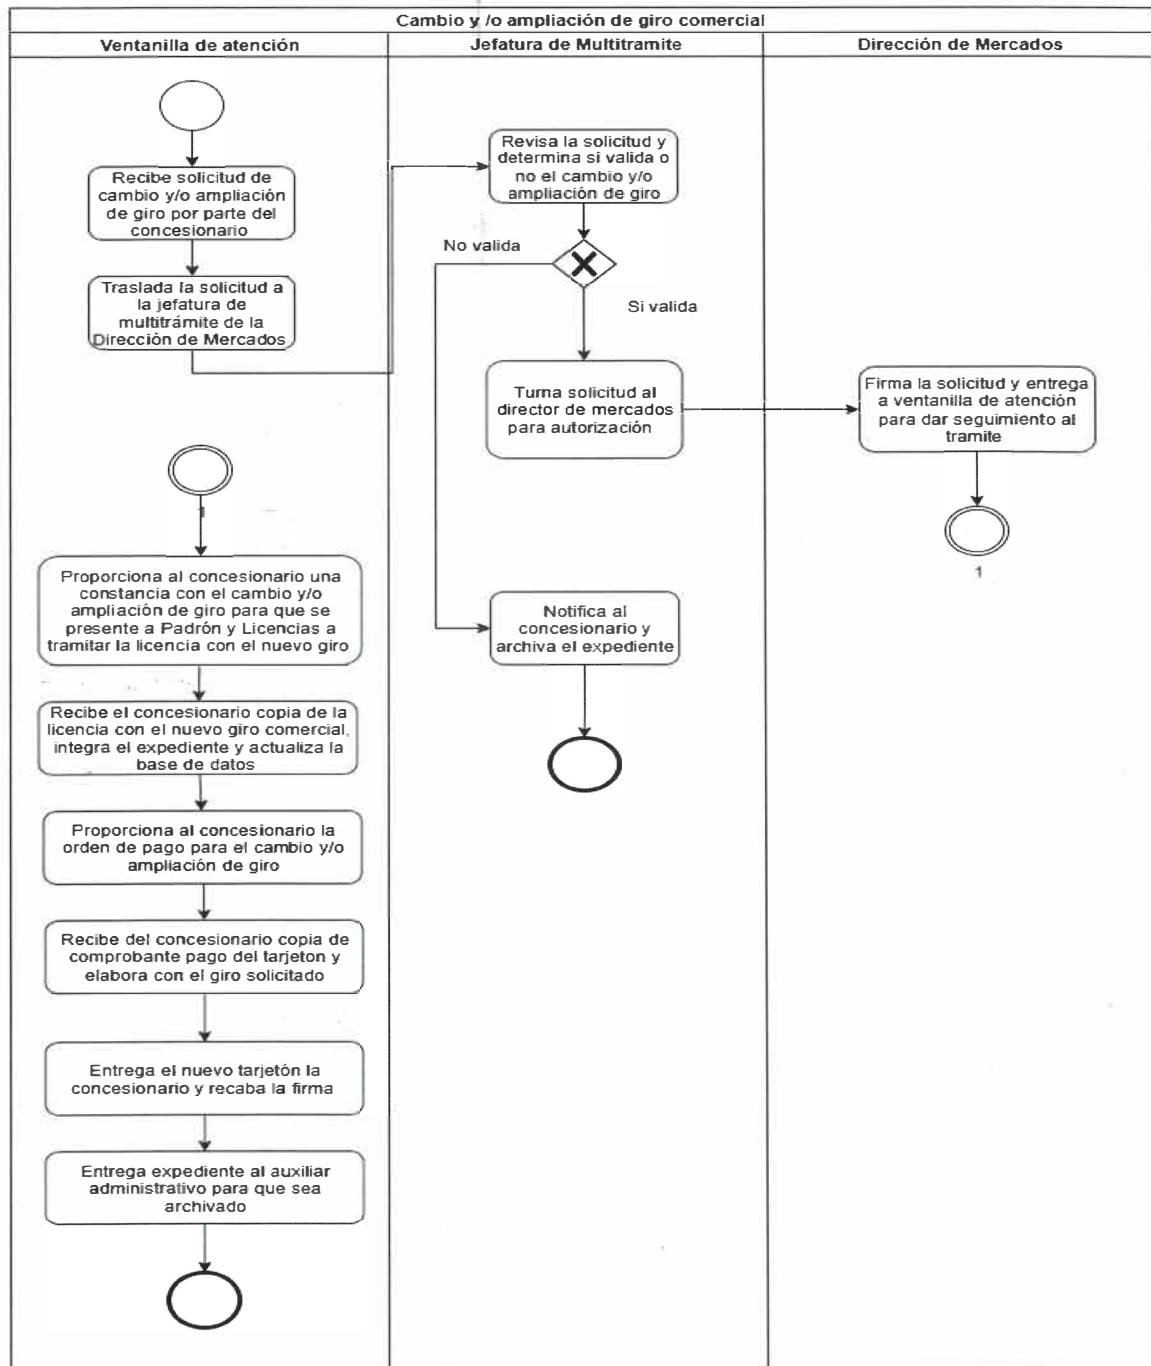 Cambio y /o ampliación de giro comercial
Ventanilla de atención
Jefatura de Multitramite
Dirección de Mercados
Recibe solicitud de
cambio y/o ampliación
de giro por parte del
concesionario
Traslada la solicitud a
la jefatura de
multitrámite de la
Dirección de Mercados
Revisa la solicitud y
determina si valida o
no el cambio y/o
ampliación de giro
No valida
Si valida
Turna solicitud al
director de mercados
para autorización
Firma la solicitud y entrega
a ventanilla de atención
para dar seguimiento al
tramite
1
1
Proporciona al concesionario una
constancia con el cambio y/o
ampliación de giro para que se
presente a Padrón y Licencias a
tramitar la licencia con el nuevo giro
Notifica al
concesionario y
archiva el expediente
Recibe el concesionario copia de la
licencia con el nuevo giro comercial,
integra el expediente y actualiza la
base de datos
Proporciona al concesionario la
orden de pago para el cambio y/o
ampliación de giro
Recibe del concesionario copia de
comprobante pago del tarjeton y
elabora con el giro solicitado
Entrega el nuevo tarjetón la
concesionario y recaba la firma
Entrega expediente al auxiliar
administrativo para que sea
archivado